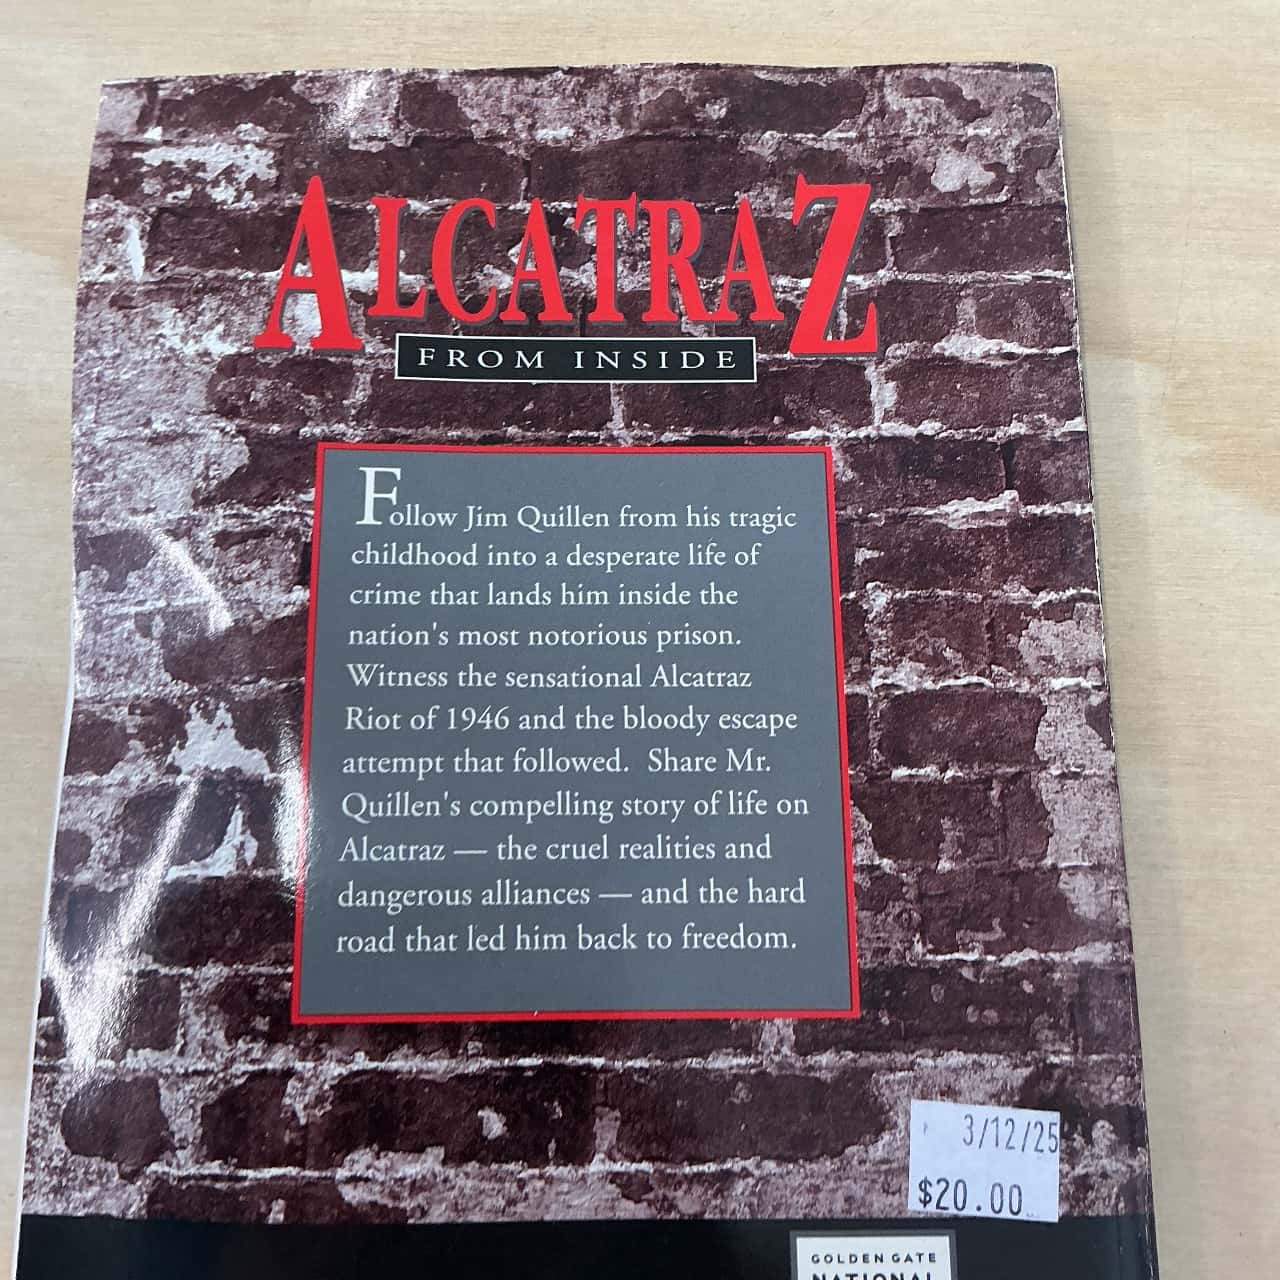 ALCATRAZ
FROM INSIDE
Follow Jim Quillen from his tragic
childhood into a desperate life of
crime that lands him inside the
nation's most notorious prison.
Witness the sensational Alcatraz
Riot of 1946 and the bloody escape
attempt that followed. Share Mr.
Quillen's compelling story of life on
Alcatraz — the cruel realities and
dangerous alliances — and the hard
road that led him back to freedom.
3/12/25
$20.00
GOLDEN GATE
NATIONAL